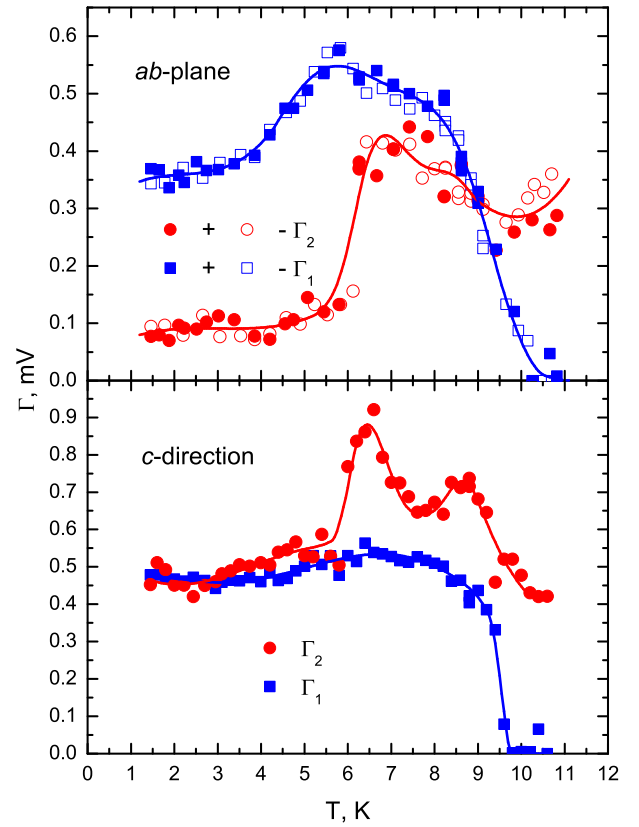 0.6
0.5
0.4
0.3
0.2
0.1
0.0
ab-plane
+ - Γ₂
+ - Γ₁
Γ, mV
0.9
0.8
0.7
0.6
0.5
0.4
0.3
0.2
0.1
0.0
c-direction
Γ₂
Γ₁
0 1 2 3 4 5 6 7 8 9 10 11 12
T, K